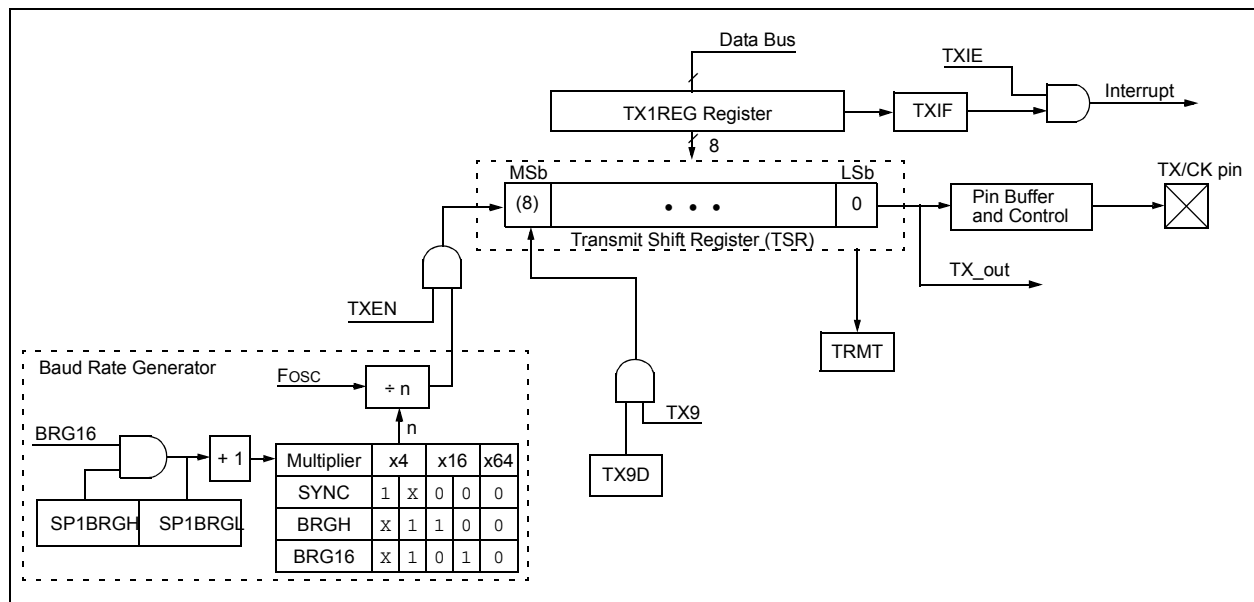 Data Bus
TXIE
Interrupt
TX1REG Register
TXIF
8
MSb
LSb
TX/CK pin
(8)
• • •
0
Pin Buffer
and Control
Transmit Shift Register (TSR)
TX_out
TXEN
TRMT
Baud Rate Generator
FOSC
÷ n
TX9
n
BRG16
+ 1
Multiplier x4 x16 x64
TX9D
SYNC 1 X 0 0 0
SP1BRGH SP1BRGL
BRGH X 1 1 0 0
BRG16 X 1 0 1 0